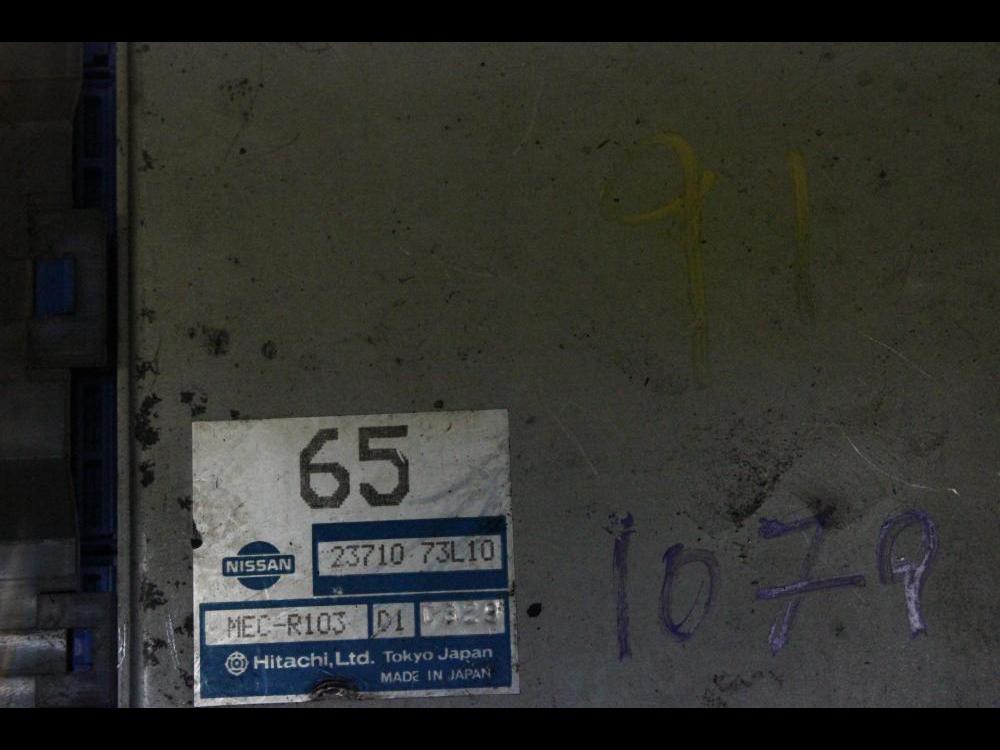 91
65
NISSAN
23710 73L10
MEC-R103 D1
Hitachi,Ltd. Tokyo Japan
MADE IN JAPAN
1079